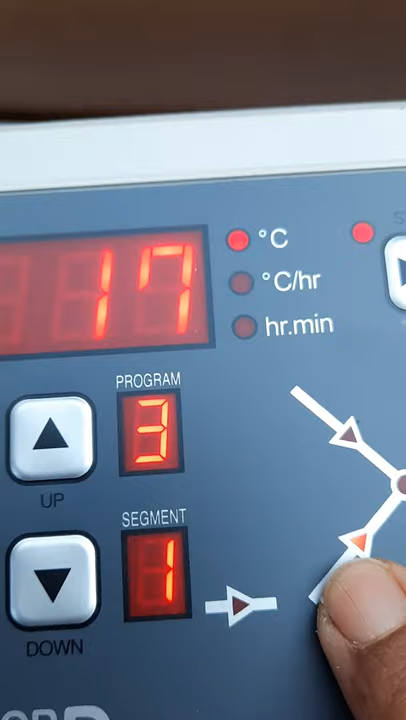 °C
17
°C/hr
hr.min
PROGRAM
3
UP
SEGMENT
1
DOWN